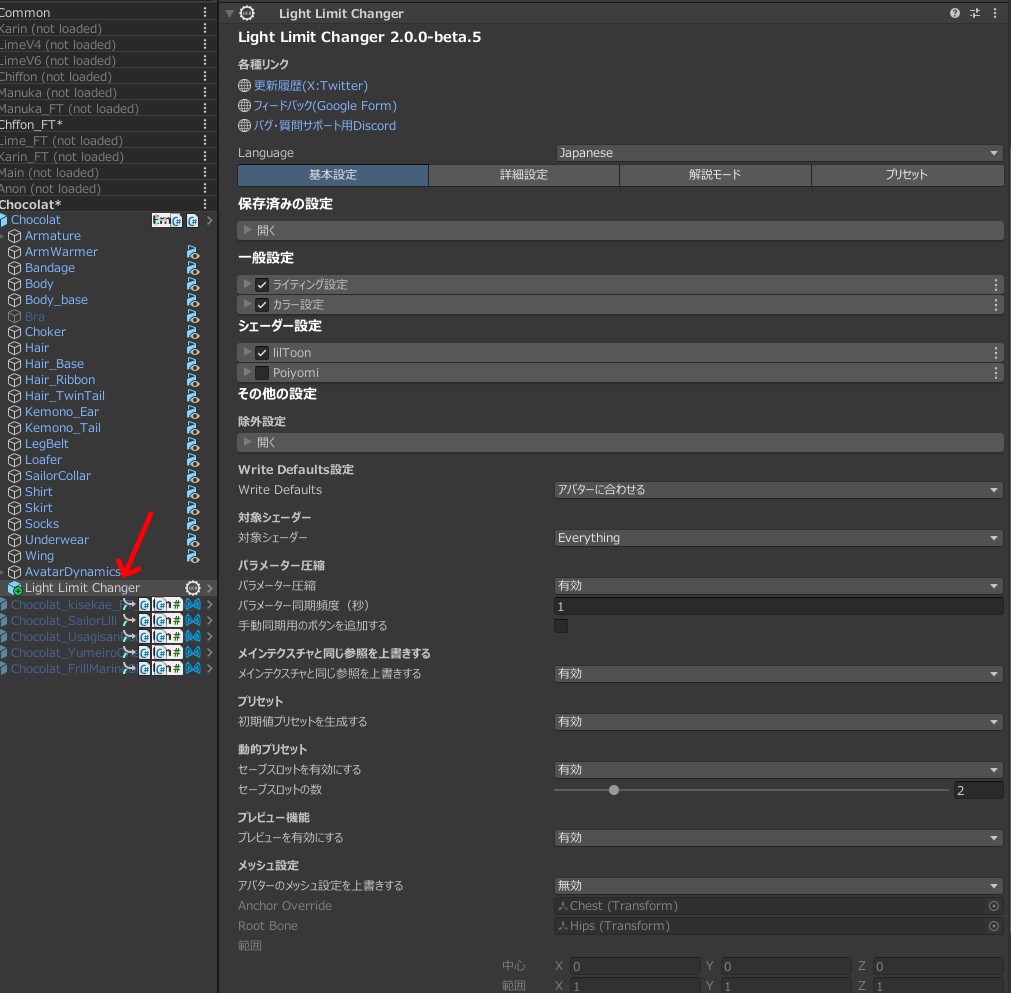 Common
Karin (not loaded)
LimeV4 (not loaded)
LimeV6 (not loaded)
Chiffon (not loaded)
Manuka (not loaded)
Manuka_FT (not loaded)
Chffon_FT*
Lime_FT (not loaded)
Karin_FT (not loaded)
Main (not loaded)
Anon (not loaded)
Chocolat*
Chocolat
Armature
ArmWarmer
Bandage
Body
Body_base
Bra
Choker
Hair
Hair_Base
Hair_Ribbon
Hair_TwinTail
Kemono_Ear
Kemono_Tail
LegBelt
Loafer
SailorCollar
Shirt
Skirt
Socks
Underwear
Wing
AvatarDynamics
Light Limit Changer
Chocolat_kisekae_
Chocolat_SailorLili
Chocolat_Usagisan
Chocolat_Yumeiro
Chocolat_FrillMarine
Light Limit Changer
Light Limit Changer 2.0.0-beta.5
各種リンク
更新履歴(X:Twitter)
フィードバック(Google Form)
バグ・質問サポート用Discord
Language Japanese
基本設定 詳細設定 解説モード プリセット
保存済みの設定
開く
一般設定
ライティング設定
カラー設定
シェーダー設定
lilToon
Poiyomi
その他の設定
除外設定
開く
Write Defaults設定
Write Defaults アバターに合わせる
対象シェーダー
対象シェーダー Everything
パラメーター圧縮
パラメーター圧縮 有効
パラメーター同期頻度（秒） 1
手動同期用のボタンを追加する
メインテクスチャと同じ参照を上書きする
メインテクスチャと同じ参照を上書きする 有効
プリセット
初期値プリセットを生成する 有効
動的プリセット
セーブスロットを有効にする 有効
セーブスロットの数 2
プレビュー機能
プレビューを有効にする 有効
メッシュ設定
アバターのメッシュ設定を上書きする 無効
Anchor Override Chest (Transform)
Root Bone Hips (Transform)
範囲
中心 X 0 Y 0 Z 0
範囲 X 1 Y 1 Z 1